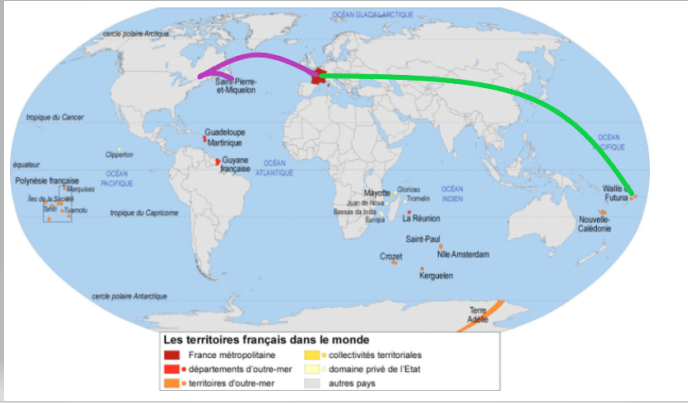 OCÉAN GLACIAL ARCTIQUE
cercle polaire Arctique
Saint-Pierre-
et-Miquelon
tropique du Cancer
Guadeloupe
Martinique
OCÉAN
PACIFIQUE
Clipperton
équateur
Guyane
française
OCÉAN
ATLANTIQUE
OCÉAN
PACIFIQUE
Polynésie française
Marquises
Îles de la Société
Tahiti
Tuamotu
tropique du Capricorne
Mayotte
Glorioso
Tromelin
Juan de Nova
Bassas da India
Europa
La Réunion
OCÉAN
INDIEN
Wallis
Futuna
Nouvelle-
Calédonie
Saint-Paul
Nlle Amsterdam
Crozet
Kerguelen
cercle polaire Antarctique
Terre
Adélie
Les territoires français dans le monde
France métropolitaine
collectivités territoriales
départements d'outre-mer
domaine privé de l'Etat
territoires d'outre-mer
autres pays